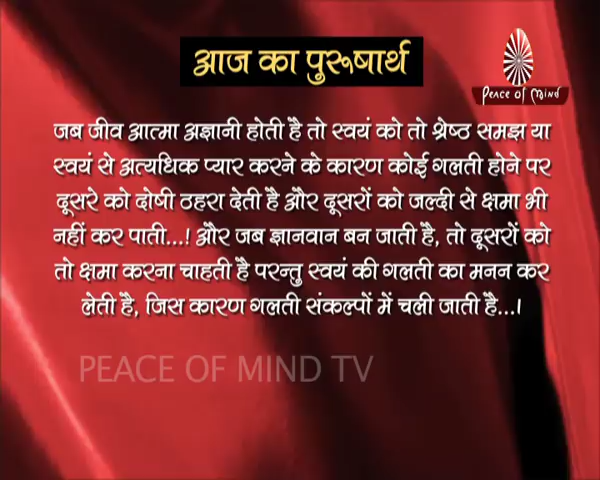 आज का पुरूषार्थ
Peace of Mind
जब जीव आत्मा अज्ञानी होती है तो स्वयं को तो श्रेष्ठ समझ या
स्वयं से अत्यधिक प्यार करने के कारण कोई गलती होने पर
दूसरे को दोषी ठहरा देती है और दूसरों को जल्दी से क्षमा भी
नहीं कर पाती...! और जब ज्ञानवान बन जाती है, तो दूसरों को
तो क्षमा करना चाहती है परन्तु स्वयं की गलती का मनन कर
लेती है, जिस कारण गलती संकल्पों में चली जाती है...।
PEACE OF MIND TV